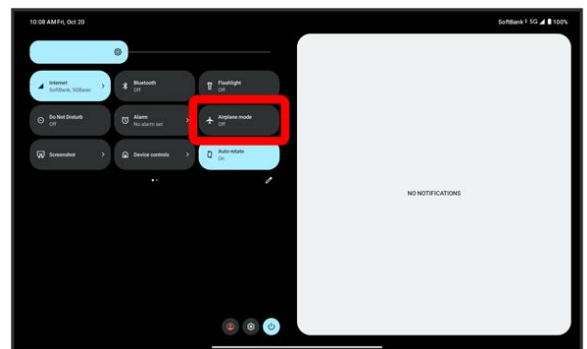 10:08 AM Fri, Oct 20
SoftBank 5G 100%
Internet
SoftBank, 5GBasic
Bluetooth
Off
Flashlight
Off
Do Not Disturb
Off
Alarm
No alarm set
Airplane mode
Off
Screenshot
Device controls
Auto-rotate
On
NO NOTIFICATIONS